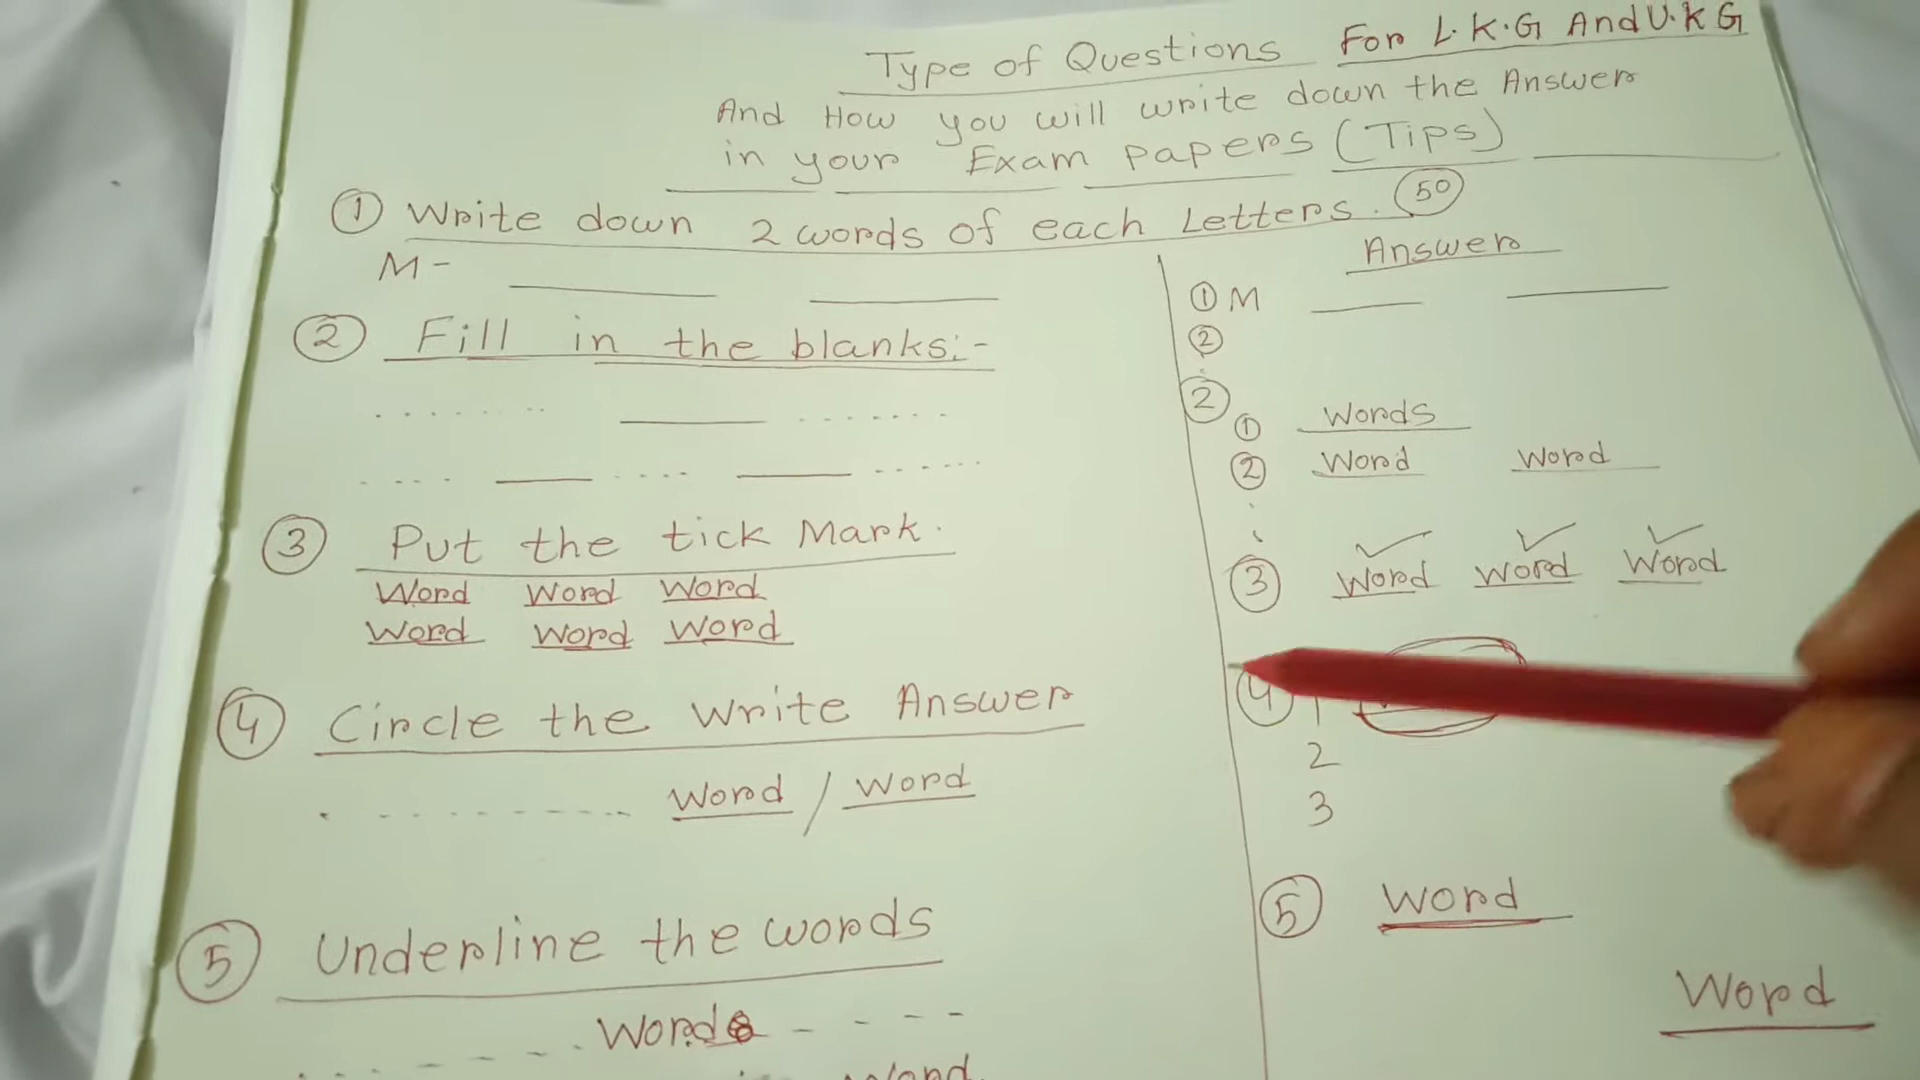 Type of Questions For L.K.G And U.K G
And How you will write down the Answer
in your Exam papers (Tips)
① Write down 2 words of each Letters. 50
M -
② Fill in the blanks:-
③ Put the tick Mark.
Word Word Word
Word Word Word
④ Circle the Write Answer
Word / Word
⑤ Underline the words
Words
Word
Answer
① M
②
②
① Words
② Word Word
③ Word Word Word
④ 1
2
3
⑤ Word
Word